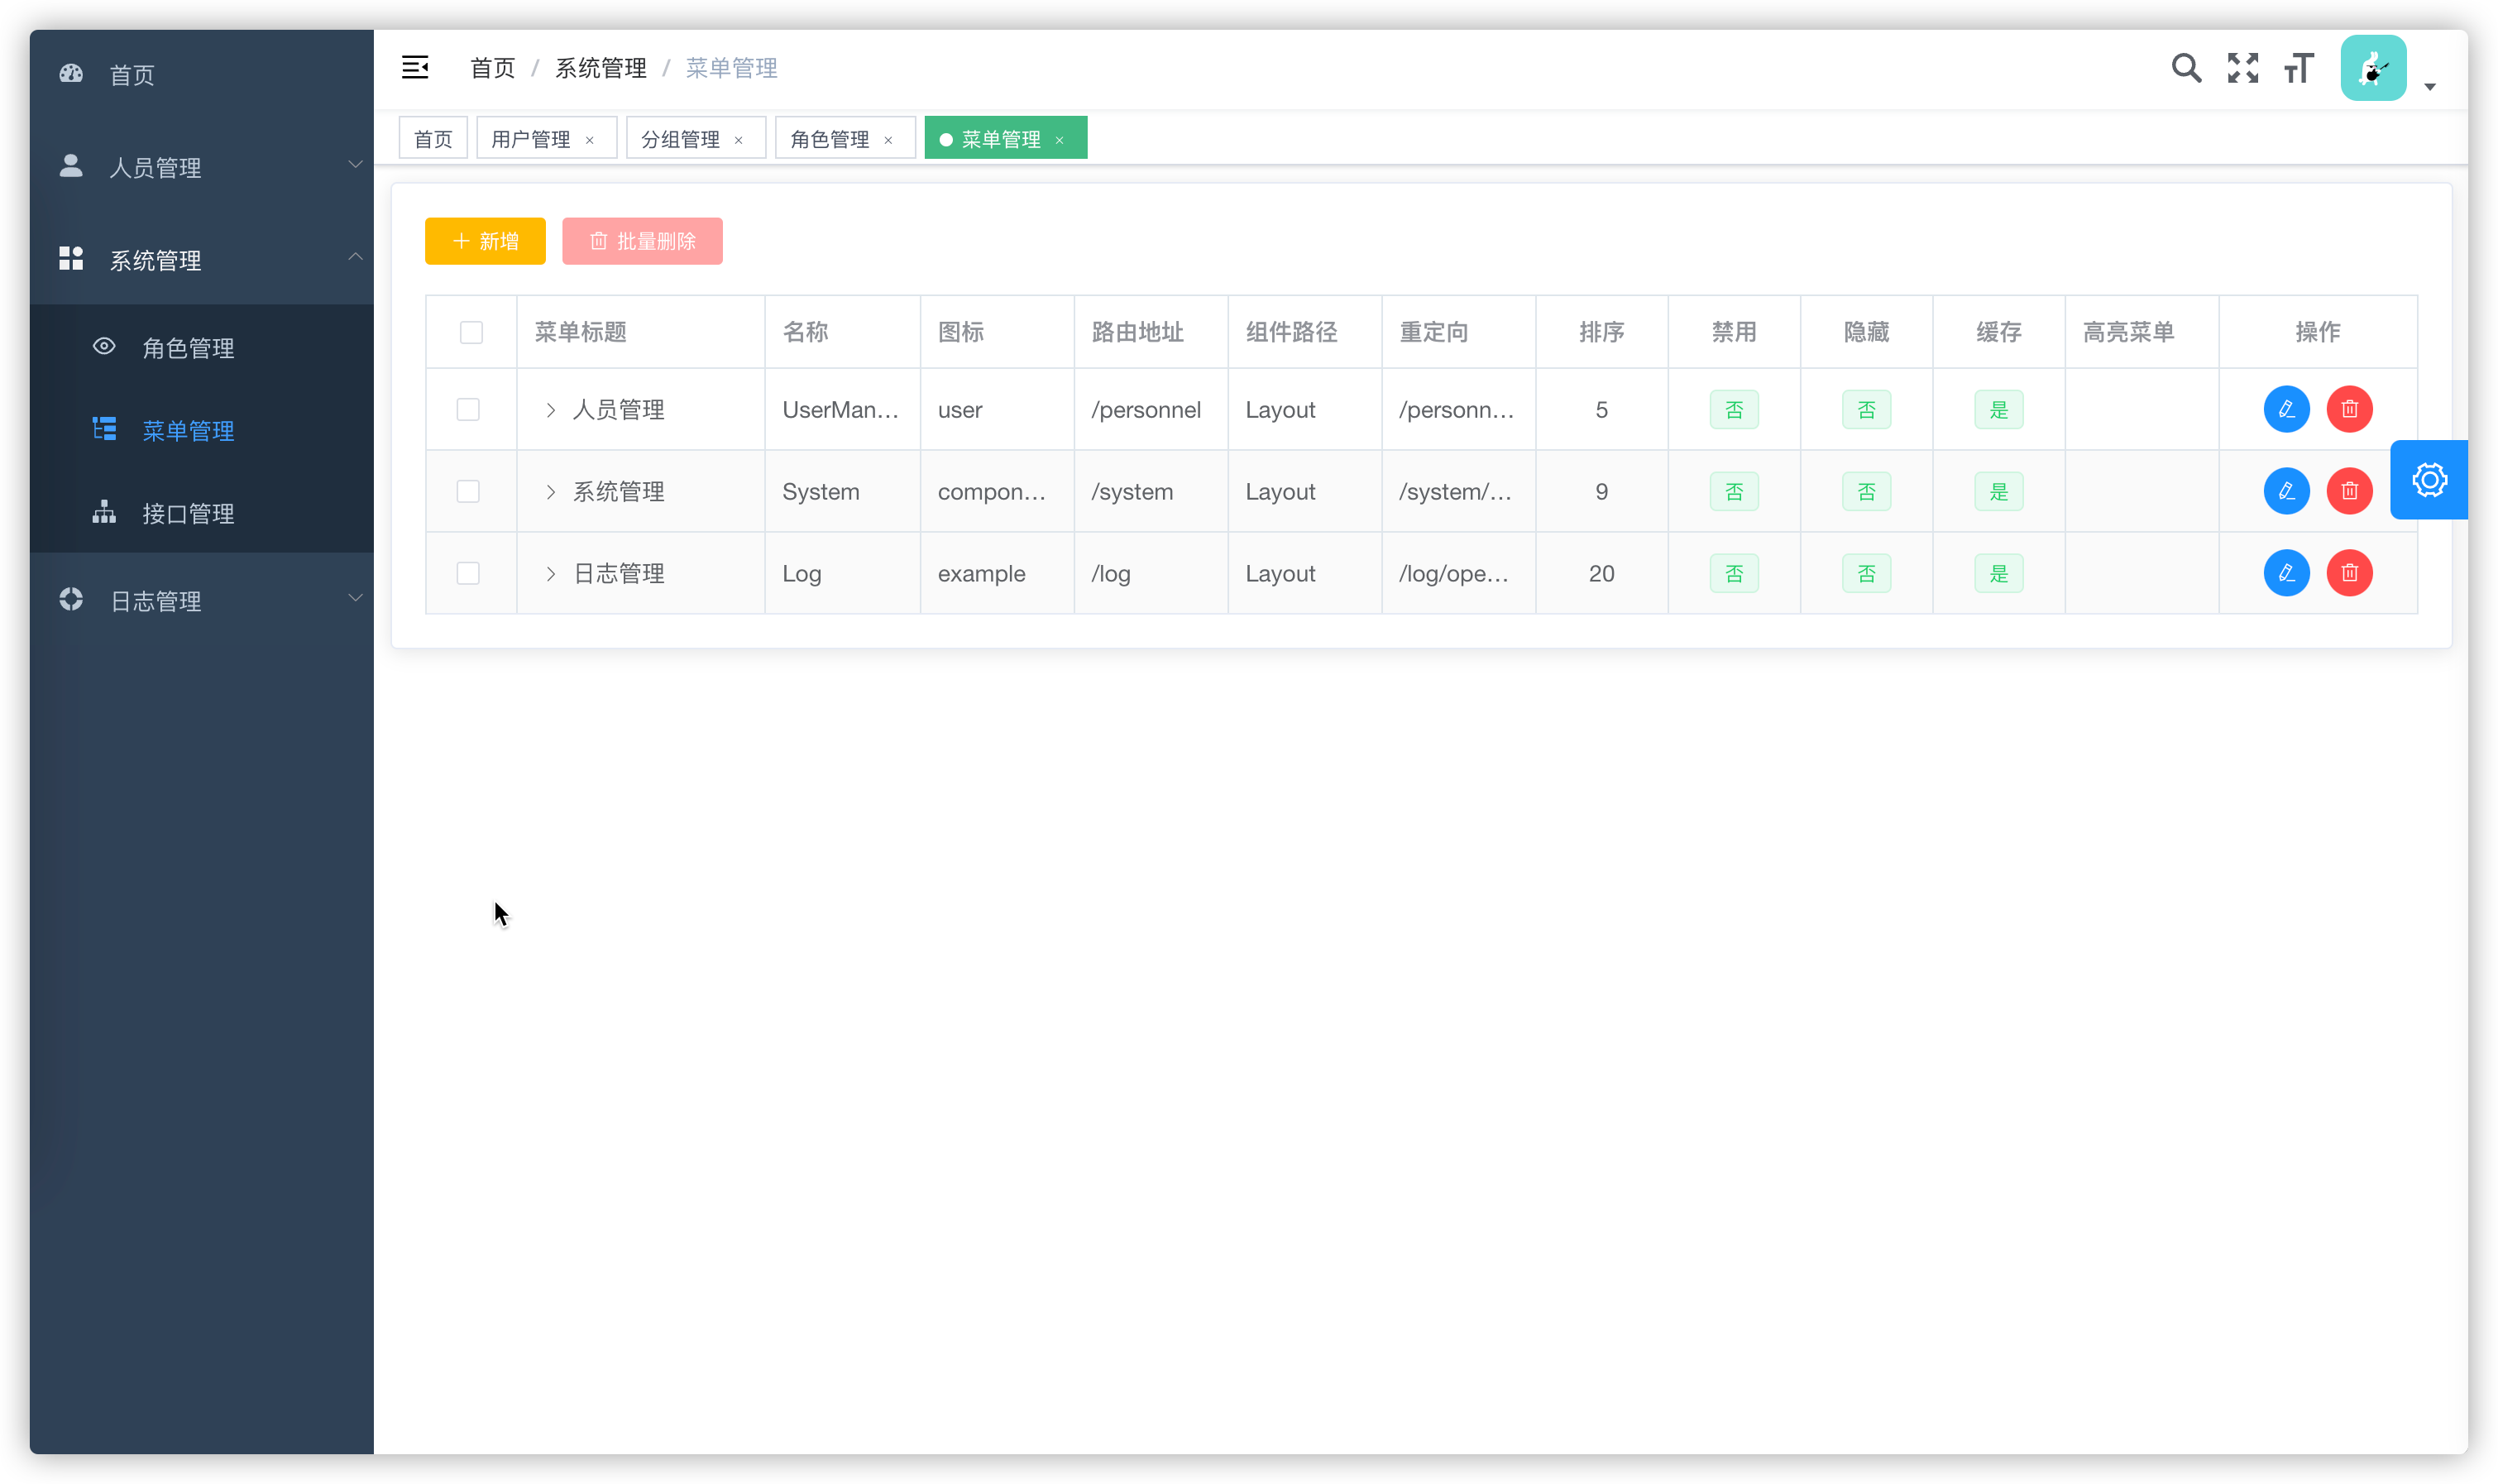 首页
人员管理
系统管理
角色管理
菜单管理
接口管理
日志管理
首页 / 系统管理 / 菜单管理
首页 用户管理 × 分组管理 × 角色管理 × 菜单管理 ×
新增 批量删除
菜单标题 名称 图标 路由地址 组件路径 重定向 排序 禁用 隐藏 缓存 高亮菜单 操作
人员管理 UserMan... user /personnel Layout /personn... 5 否 否 是
系统管理 System compon... /system Layout /system/... 9 否 否 是
日志管理 Log example /log Layout /log/ope... 20 否 否 是